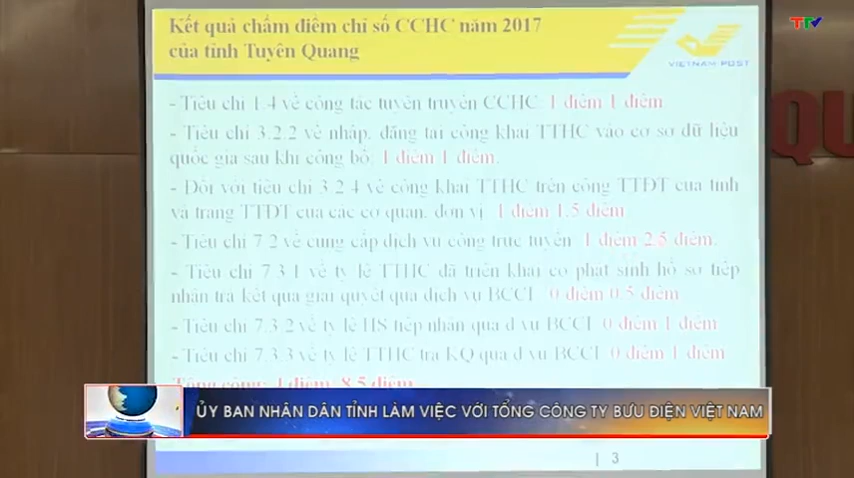 TTV
Kết quả chấm điểm chỉ số CCHC năm 2017
của tỉnh Tuyên Quang
VIETNAM POST
- Tiêu chí 1.4 về công tác tuyên truyền CCHC: 1 điểm/1 điểm.
- Tiêu chí 3.2.2 về nhập, đăng tải công khai TTHC vào cơ sở dữ liệu
quốc gia sau khi công bố: 1 điểm/1 điểm.
- Đối với tiêu chí 3.2.4 về công khai TTHC trên cổng TTĐT của tỉnh
và trang TTĐT của các cơ quan, đơn vị: 1 điểm/1.5 điểm.
QU
- Tiêu chí 7.2 về cung cấp dịch vụ công trực tuyến: 1 điểm/2.5 điểm.
- Tiêu chí 7.3.1 về tỷ lệ TTHC đã triển khai có phát sinh hồ sơ tiếp
nhận/trả kết quả giải quyết qua dịch vụ BCCI: 0 điểm/0.5 điểm.
- Tiêu chí 7.3.2 về tỷ lệ HS tiếp nhận qua d/vụ BCCI: 0 điểm/1 điểm
- Tiêu chí 7.3.3 về tỷ lệ TTHC trả KQ qua d/vụ BCCI: 0 điểm/1 điểm
Tổng cộng: 4 điểm/8.5 điểm
ỦY BAN NHÂN DÂN TỈNH LÀM VIỆC VỚI TỔNG CÔNG TY BƯU ĐIỆN VIỆT NAM
| 3